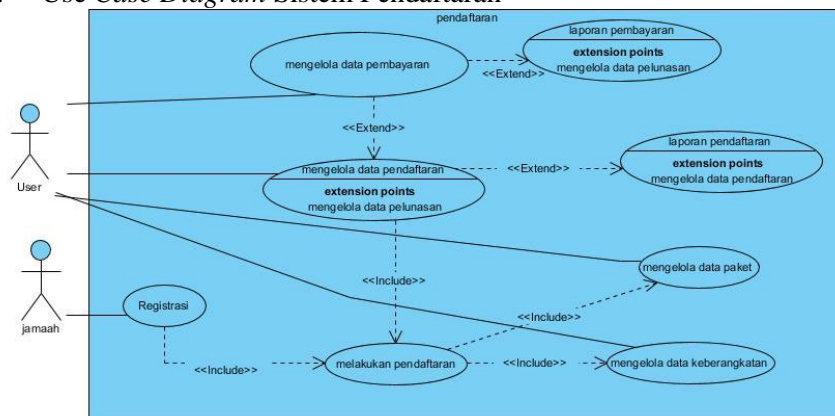 Use Case Diagram Sistem Pendaftaran
pendaftaran
laporan pembayaran
extension points
mengelola data pelunasan
mengelola data pembayaran
<<Extend>>
<<Extend>>
laporan pendaftaran
extension points
mengelola data pendaftaran
mengelola data pendaftaran
extension points
mengelola data pelunasan
<<Extend>>
User
<<Include>>
mengelola data paket
Registrasi
<<Include>>
jamaah
<<Include>>
melakukan pendaftaran
<<Include>>
mengelola data keberangkatan